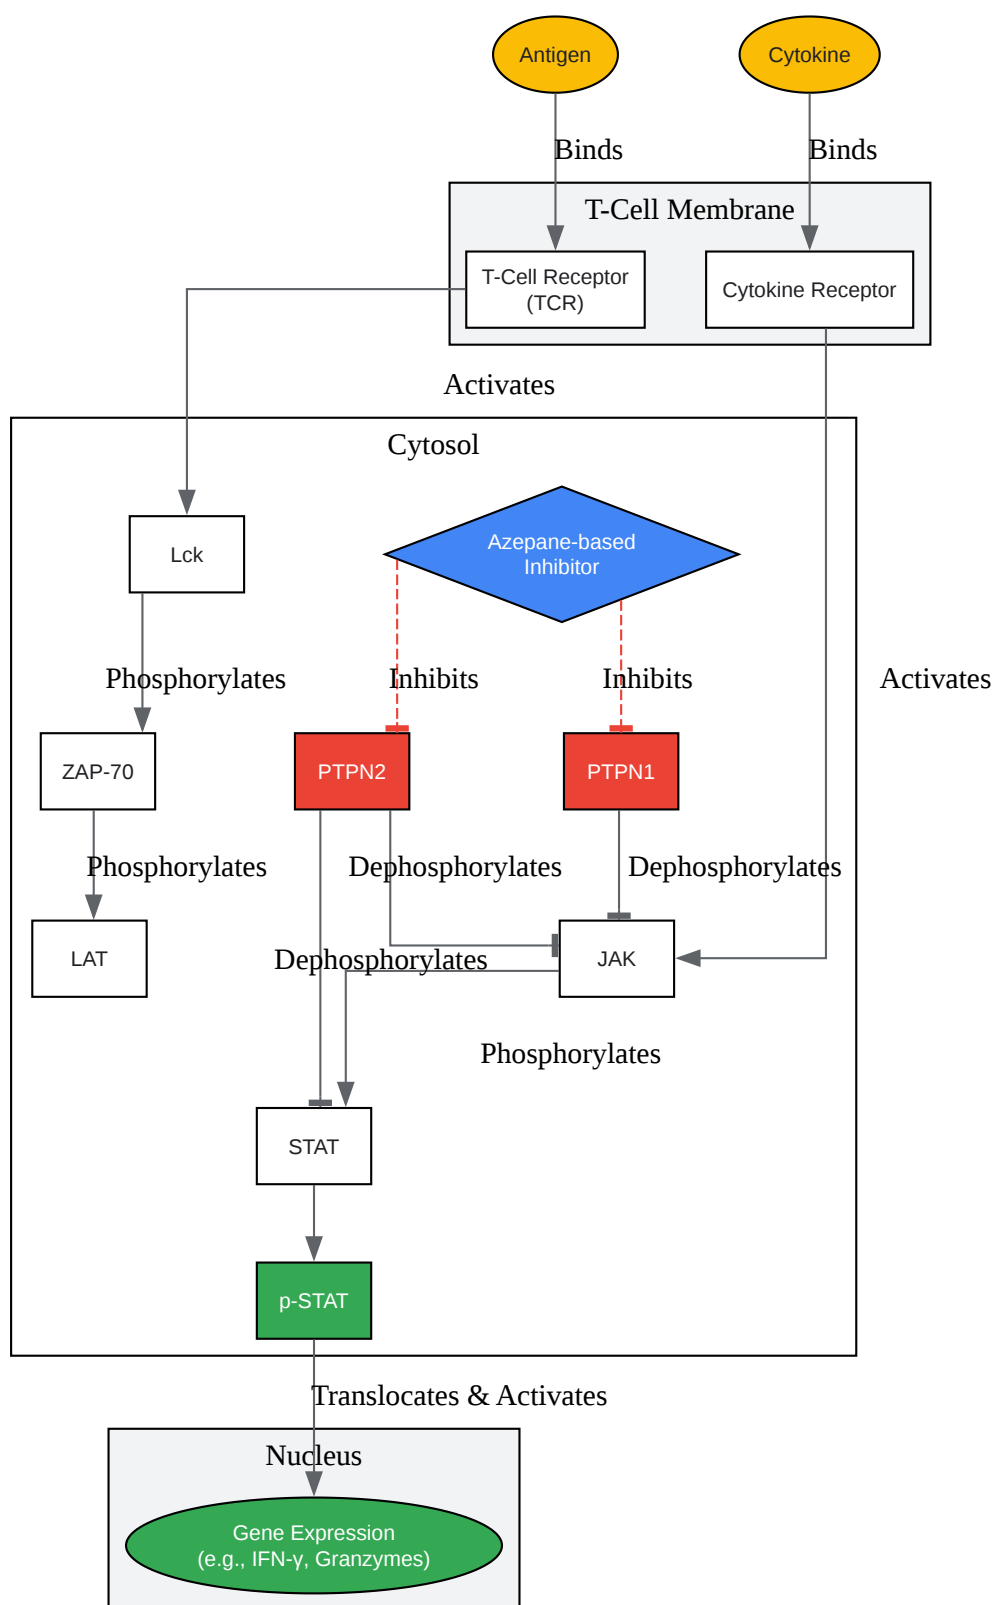 Antigen
Cytokine
Binds
Binds
T-Cell Membrane
T-Cell Receptor
(TCR)
Cytokine Receptor
Activates
Cytosol
Azepane-based
Inhibitor
Lck
Phosphorylates
Inhibits
Inhibits
Activates
ZAP-70
PTPN2
PTPN1
Phosphorylates
Dephosphorylates
Dephosphorylates
LAT
Dephosphorylates
JAK
Phosphorylates
STAT
p-STAT
Translocates & Activates
Nucleus
Gene Expression
(e.g., IFN-γ, Granzymes)